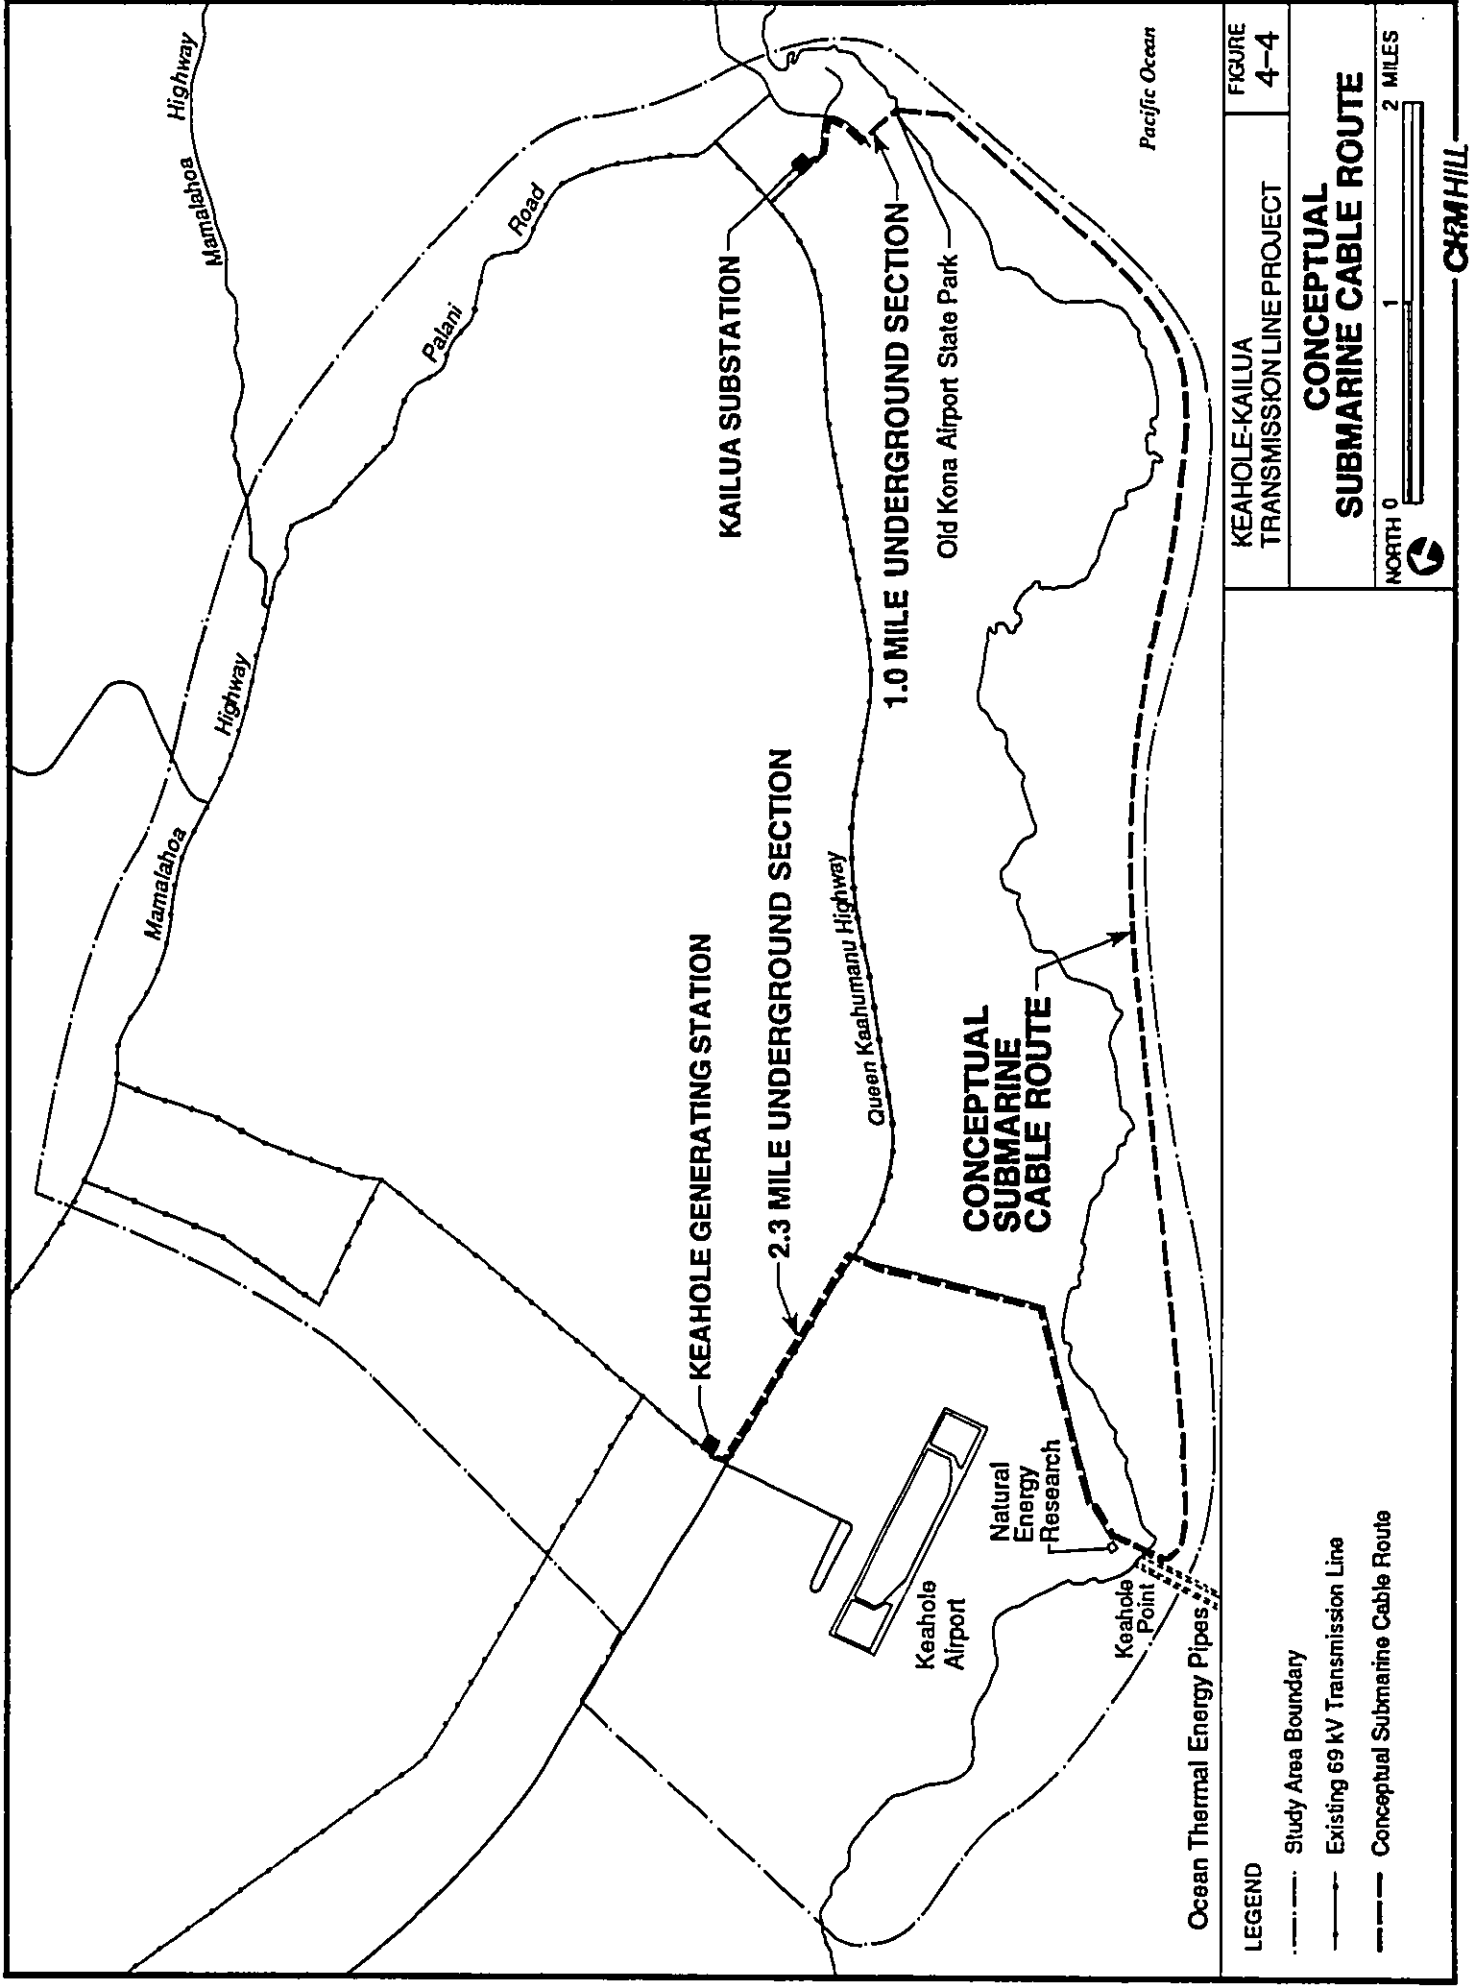 Mamalahoa Highway
Mamalahoa
Highway
Palani
Road
KEAHOLE GENERATING STATION
2.3 MILE UNDERGROUND SECTION
KAILUA SUBSTATION
Queen Kaahumanu Highway
1.0 MILE UNDERGROUND SECTION
Old Kona Airport State Park
CONCEPTUAL
SUBMARINE
CABLE ROUTE
Keahole
Airport
Natural
Energy
Research
Keahole
Point
Ocean Thermal Energy Pipes
Pacific Ocean
LEGEND
Study Area Boundary
Existing 69 kV Transmission Line
Conceptual Submarine Cable Route
KEAHOLE-KAILUA
TRANSMISSION LINE PROJECT
FIGURE
4-4
CONCEPTUAL
SUBMARINE CABLE ROUTE
NORTH 0 1 2 MILES
CH2M HILL